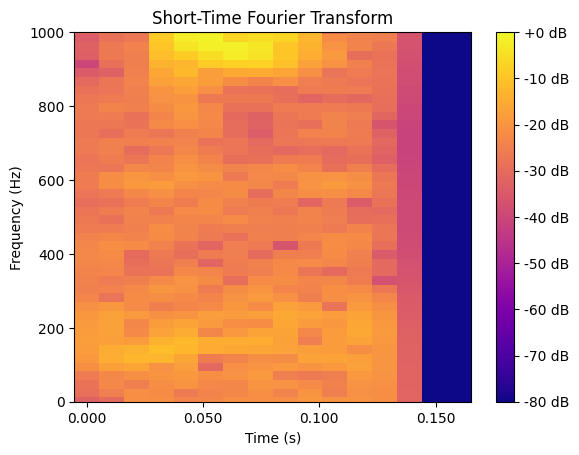 Short-Time Fourier Transform
1000
800
600
400
200
0
Frequency (Hz)
0.000
0.050
0.100
0.150
Time (s)
+0 dB
-10 dB
-20 dB
-30 dB
-40 dB
-50 dB
-60 dB
-70 dB
-80 dB